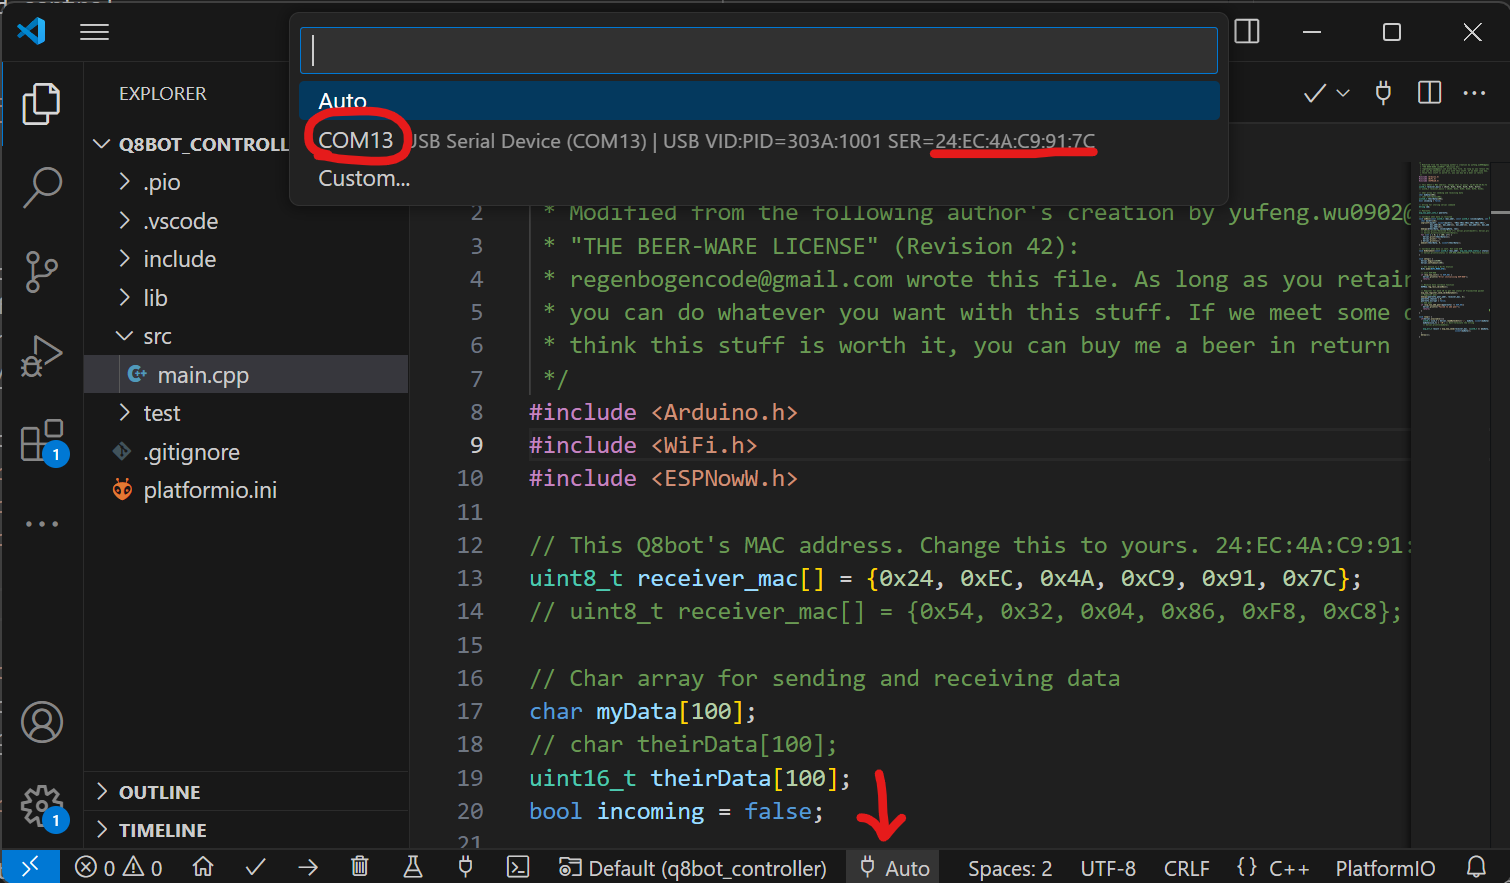 EXPLORER
Q8BOT_CONTROLL
.pio
.vscode
include
lib
src
main.cpp
test
.gitignore
platformio.ini
OUTLINE
TIMELINE
1
1
Auto
COM13 USB Serial Device (COM13) | USB VID:PID=303A:1001 SER=24:EC:4A:C9:91:7C
Custom...
2 * Modified from the following author's creation by yufeng.wu0902@
3 * "THE BEER-WARE LICENSE" (Revision 42):
4 * regenbogencode@gmail.com wrote this file. As long as you retain
5 * you can do whatever you want with this stuff. If we meet some d
6 * think this stuff is worth it, you can buy me a beer in return
7 */
8 #include <Arduino.h>
9 #include <WiFi.h>
10 #include <ESPNowW.h>
11
12 // This Q8bot's MAC address. Change this to yours. 24:EC:4A:C9:91:
13 uint8_t receiver_mac[] = {0x24, 0xEC, 0x4A, 0xC9, 0x91, 0x7C};
14 // uint8_t receiver_mac[] = {0x54, 0x32, 0x04, 0x86, 0xF8, 0xC8};
15
16 // Char array for sending and receiving data
17 char myData[100];
18 // char theirData[100];
19 uint16_t theirData[100];
20 bool incoming = false;
21
0 0 Default (q8bot_controller) Auto Spaces: 2 UTF-8 CRLF {} C++ PlatformIO